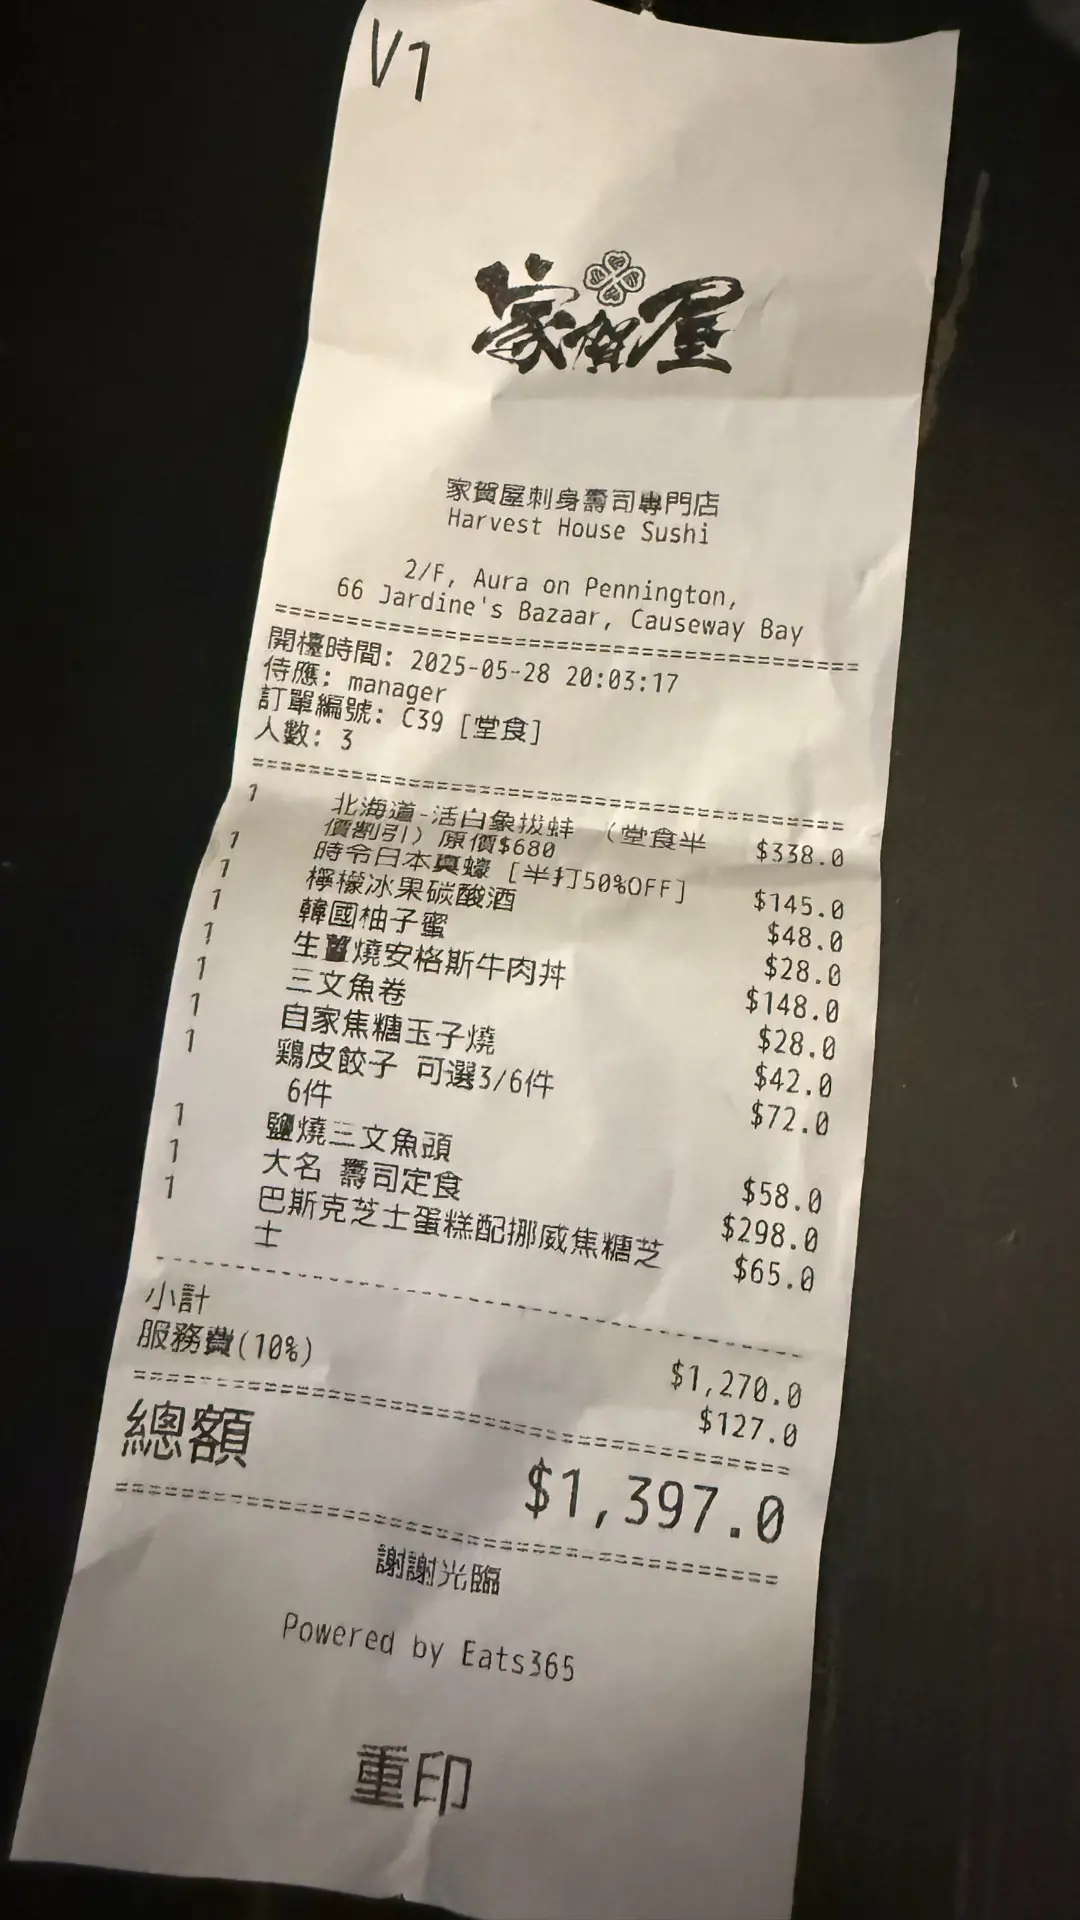 V1
家賀屋
家賀屋刺身壽司專門店
Harvest House Sushi
2/F, Aura on Pennington,
66 Jardine's Bazaar, Causeway Bay
開檯時間: 2025-05-28 20:03:17
侍應: manager
訂單編號: C39 [堂食]
人數: 3
1 北海道-活白象拔蚌 (堂食半 $338.0
價割引) 原價$680
1 時令日本真蠔 [半打50%OFF] $145.0
1 檸檬冰果碳酸酒 $48.0
1 韓國柚子蜜 $28.0
1 生薑燒安格斯牛肉丼 $148.0
1 三文魚卷 $28.0
1 自家焦糖玉子燒 $42.0
1 鶏皮餃子 可選3/6件 $72.0
6件
1 鹽燒三文魚頭 $58.0
1 大名 壽司定食 $298.0
1 巴斯克芝士蛋糕配挪威焦糖芝 $65.0
士
小計 $1,270.0
服務費(10%) $127.0
總額 $1,397.0
謝謝光臨
Powered by Eats365
重印